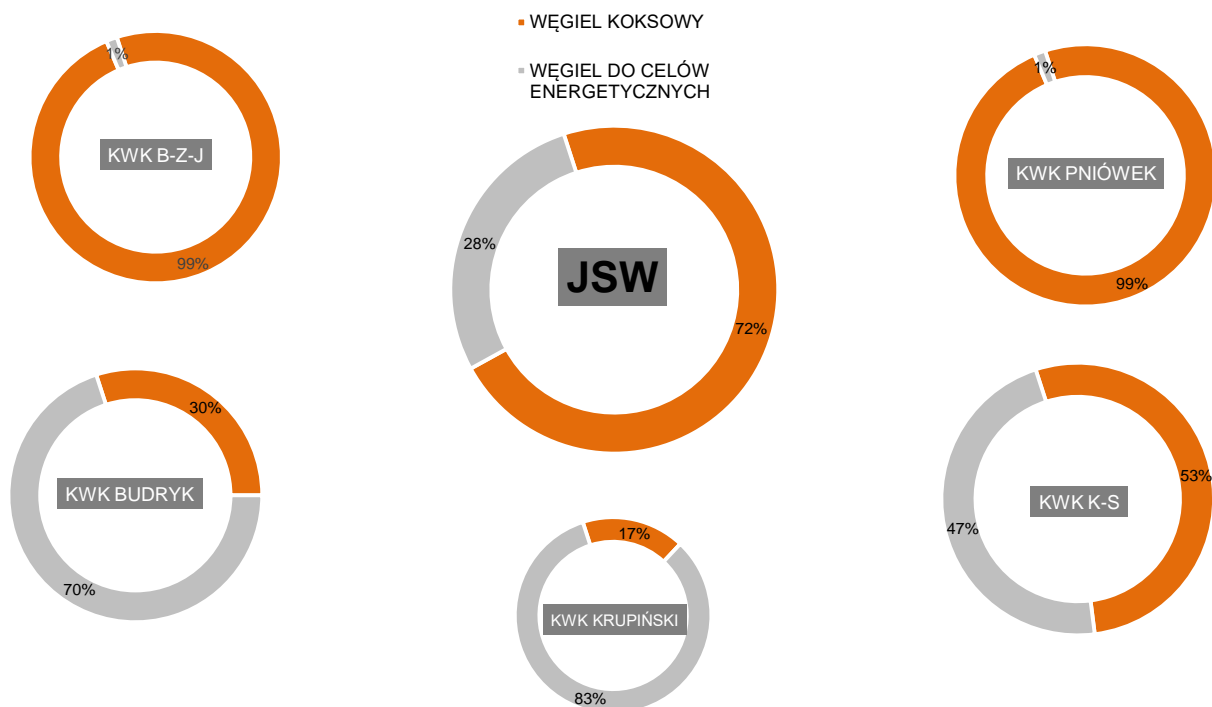 WĘGIEL KOKSOWY
WĘGIEL DO CELÓW
ENERGETYCZNYCH
1%
KWK B-Z-J
99%
28%
JSW
72%
1%
KWK PNIÓWEK
99%
30%
KWK BUDRYK
70%
17%
KWK KRUPIŃSKI
83%
53%
KWK K-S
47%